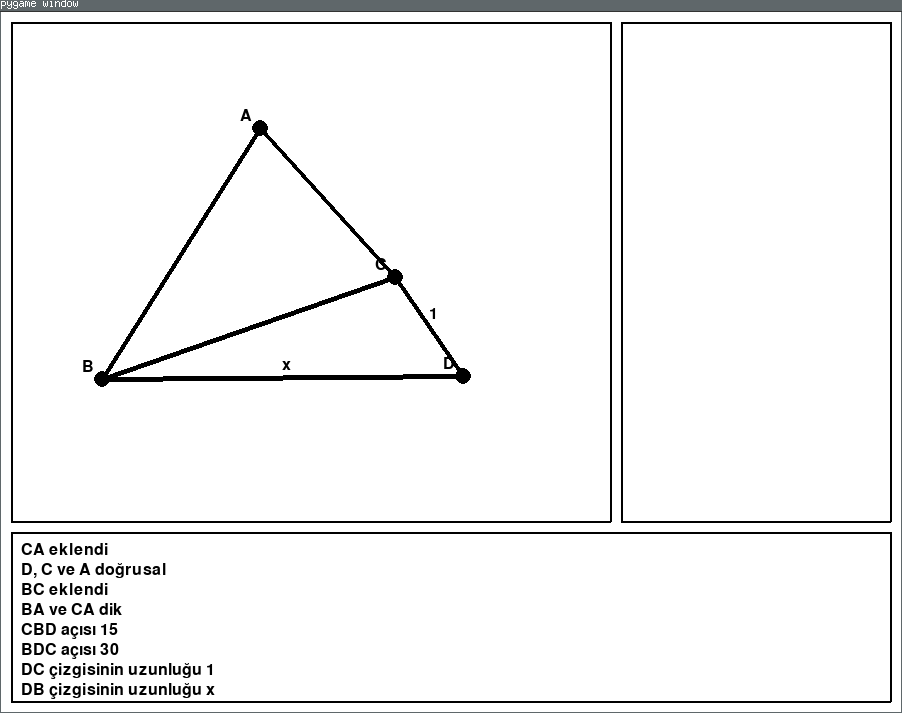 pygame window
A
C
1
B
x
D
CA eklendi
D, C ve A doğrusal
BC eklendi
BA ve CA dik
CBD açısı 15
BDC açısı 30
DC çizgisinin uzunluğu 1
DB çizgisinin uzunluğu x